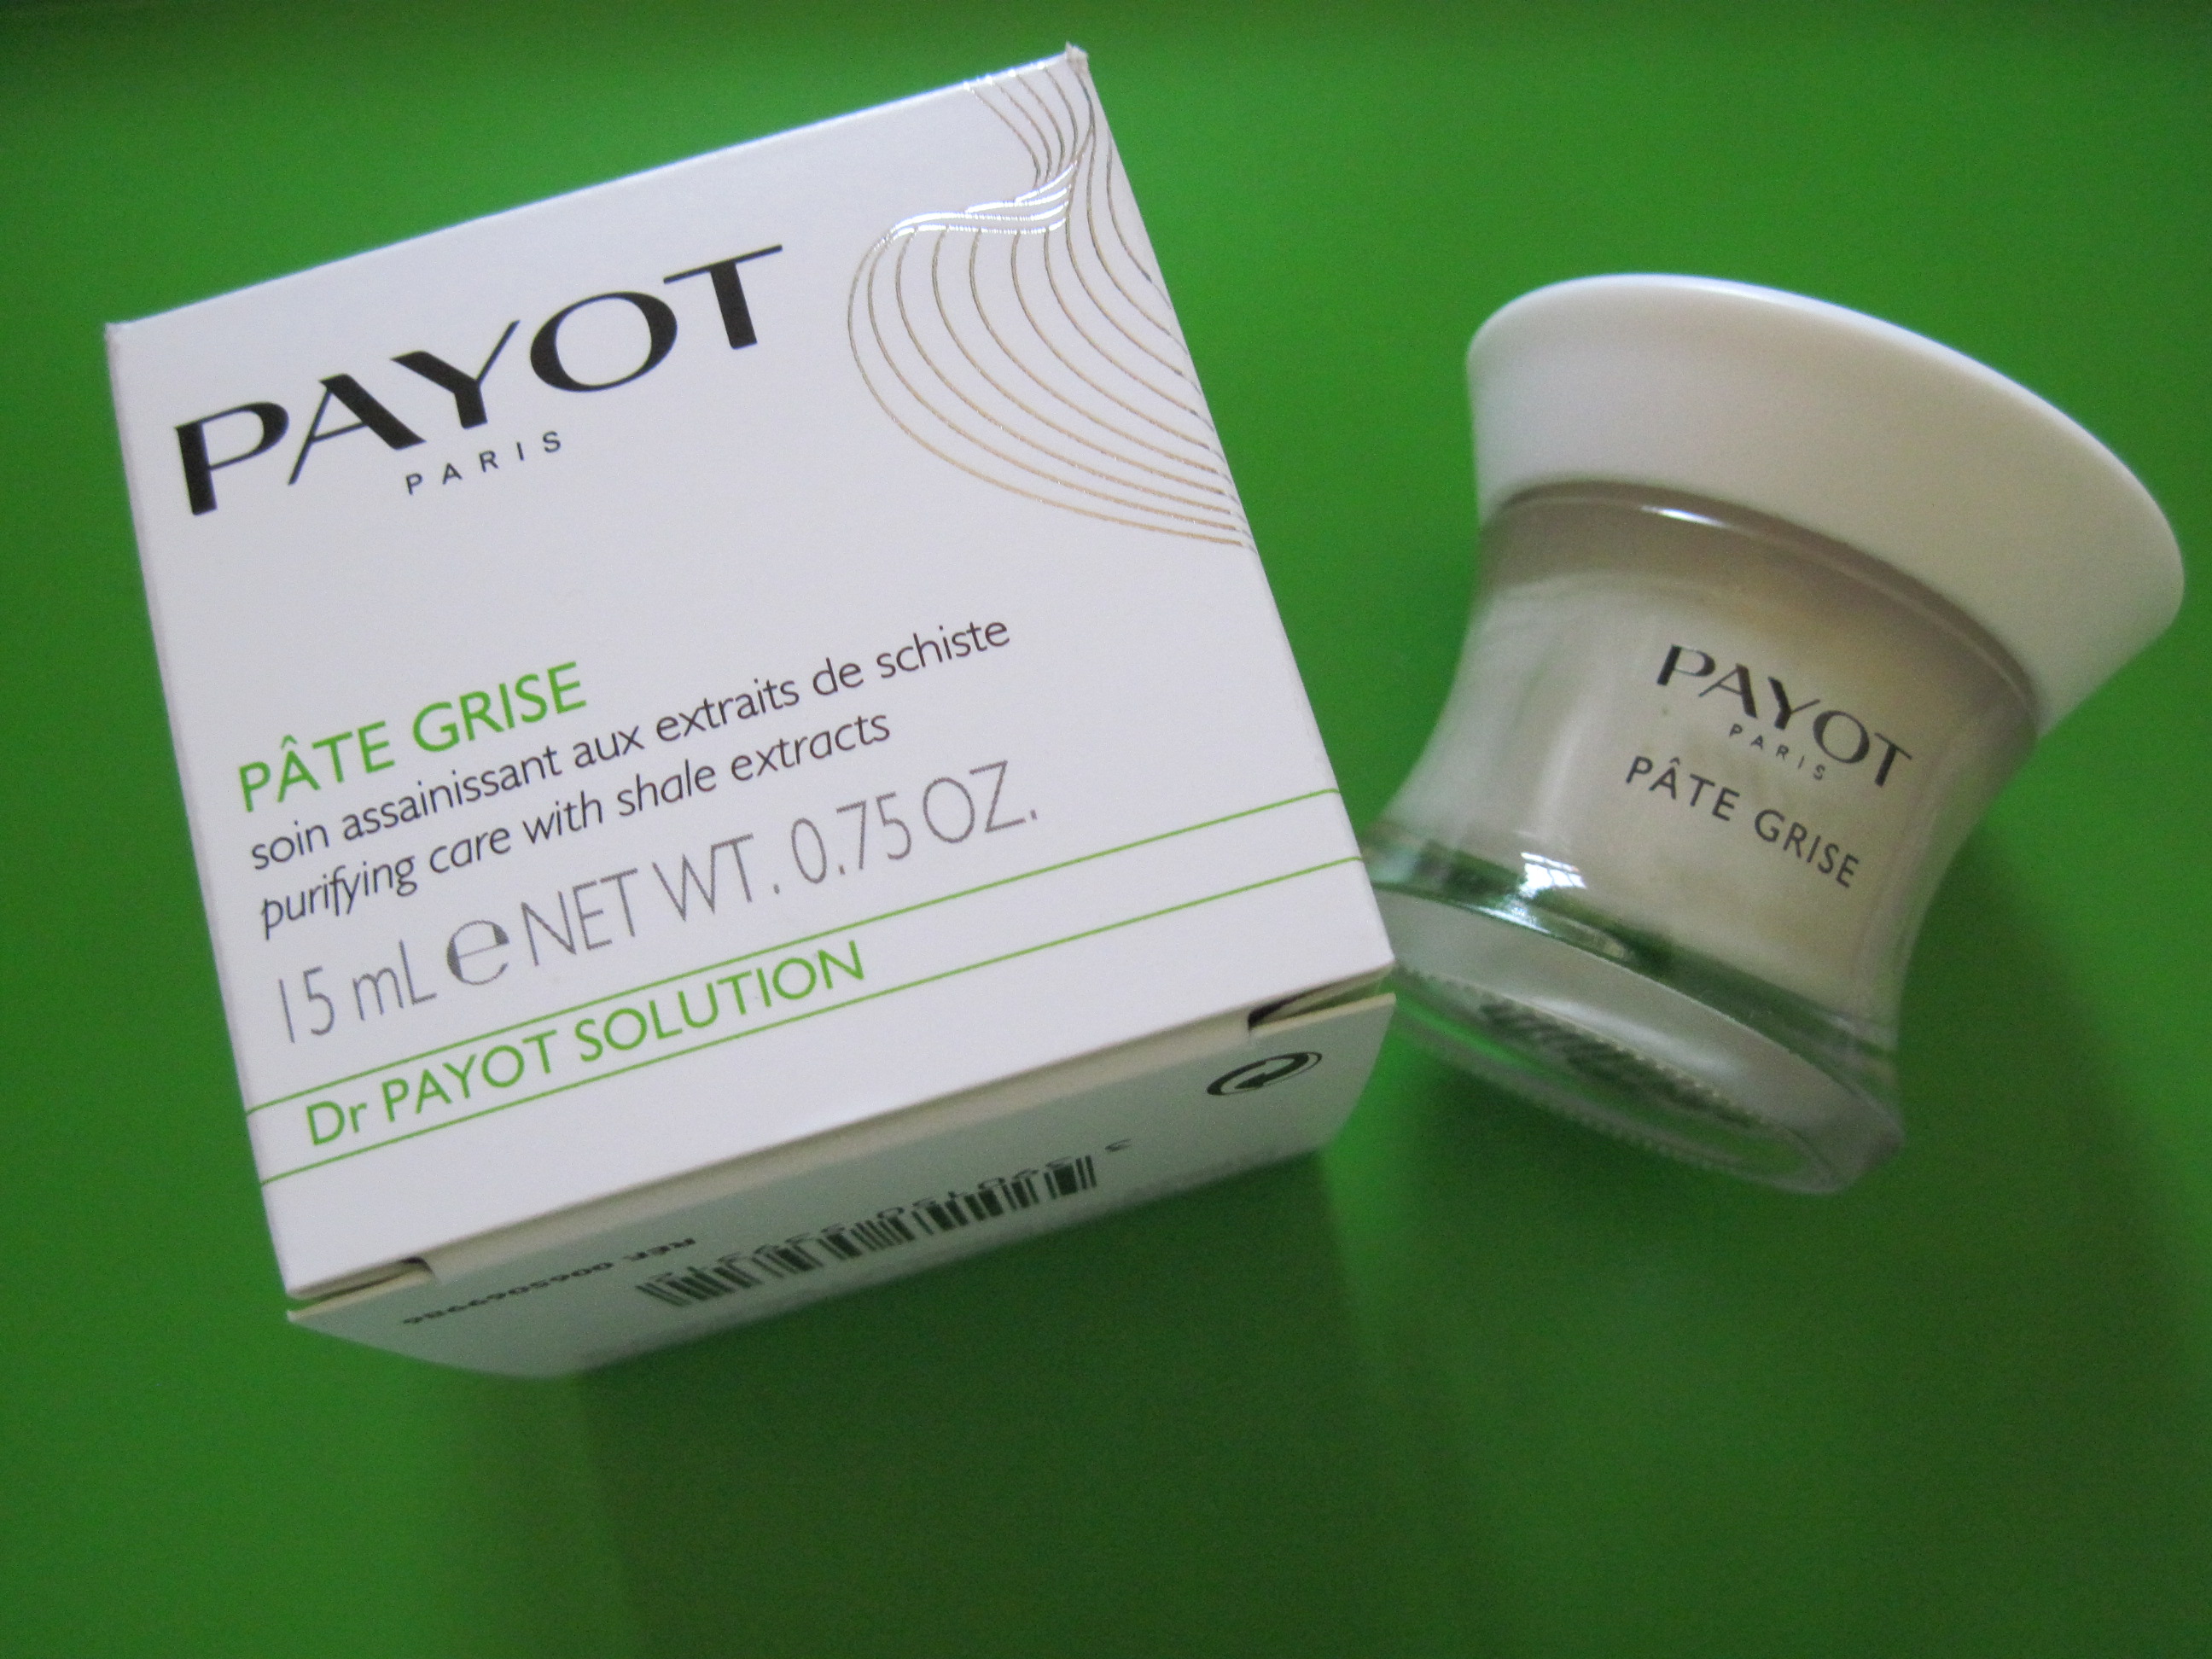 PAYOT
PARIS
PÂTE GRISE
soin assainissant aux extraits de schiste
purifying care with shale extracts
15 mL e NET WT. 0.75 OZ.
Dr PAYOT SOLUTION
PAYOT
PARIS
PÂTE GRISE